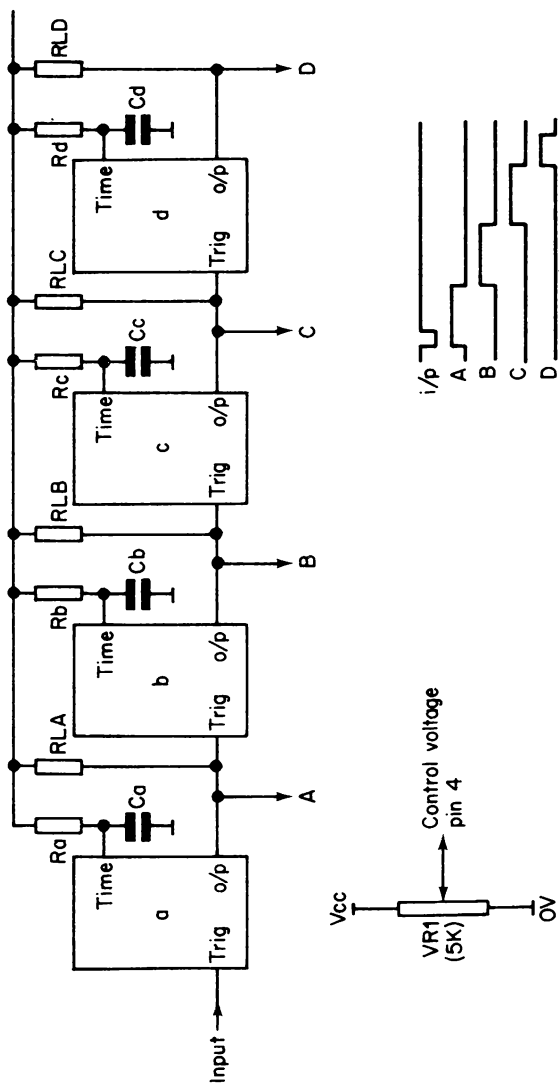 Ra
RLA
Rb
RLB
Rc
RLC
Rd
RLD
Time
Ca
Time
Cb
Time
Cc
Time
Cd
a
b
c
d
Input
Trig
o/p
Trig
o/p
Trig
o/p
Trig
o/p
A
B
C
D
Vcc
VR1
(5K)
0V
Control voltage
pin 4
i/p
A
B
C
D